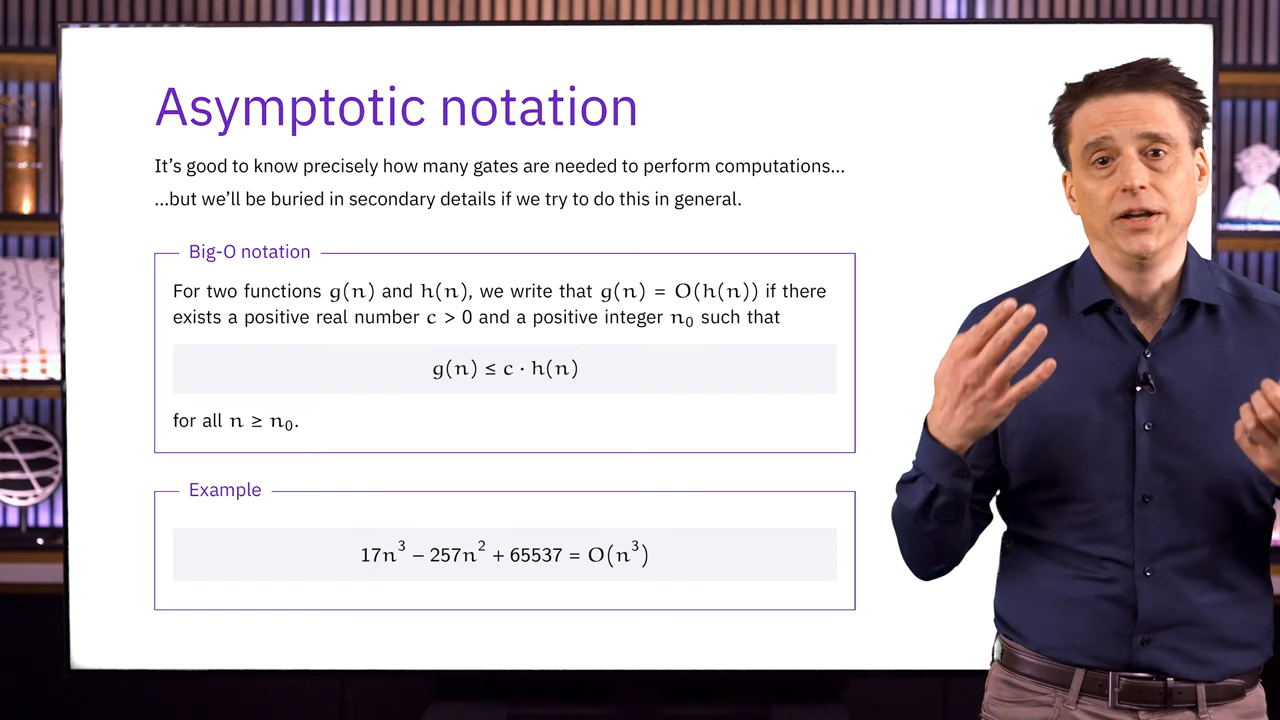 Asymptotic notation
It's good to know precisely how many gates are needed to perform computations...
...but we'll be buried in secondary details if we try to do this in general.
Big-O notation
For two functions g(n) and h(n), we write that g(n) = O(h(n)) if there
exists a positive real number c > 0 and a positive integer n₀ such that
g(n) ≤ c · h(n)
for all n ≥ n₀.
Example
17n³ − 257n² + 65537 = O(n³)